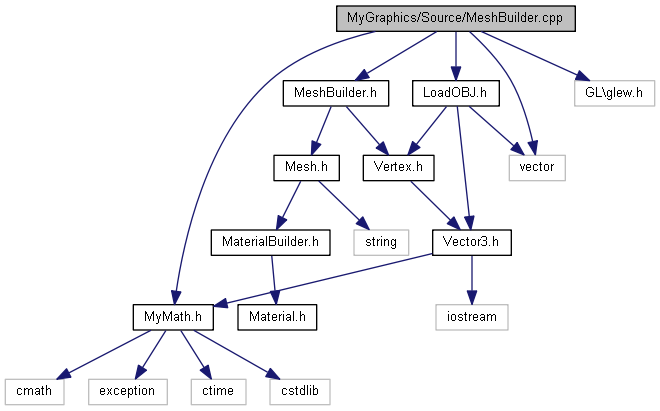 MyGraphics/Source/MeshBuilder.cpp
MeshBuilder.h
LoadOBJ.h
GL\glew.h
Mesh.h
Vertex.h
vector
MaterialBuilder.h
string
Vector3.h
MyMath.h
Material.h
iostream
cmath
exception
ctime
cstdlib